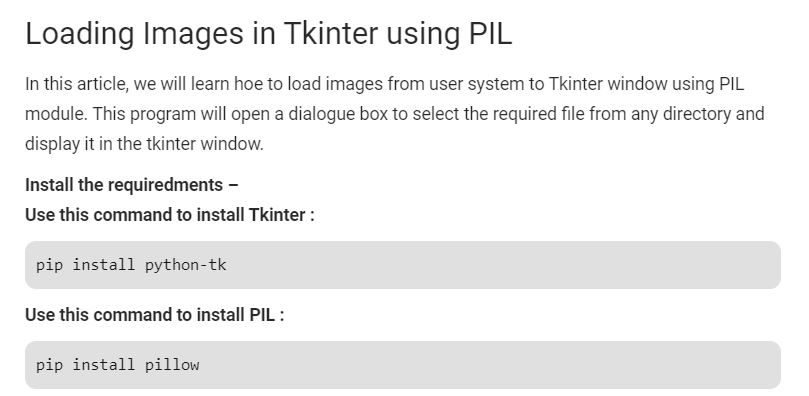 Loading Images in Tkinter using PIL
In this article, we will learn hoe to load images from user system to Tkinter window using PIL
module. This program will open a dialogue box to select the required file from any directory and
display it in the tkinter window.
Install the requiredments –
Use this command to install Tkinter :
pip install python-tk
Use this command to install PIL :
pip install pillow